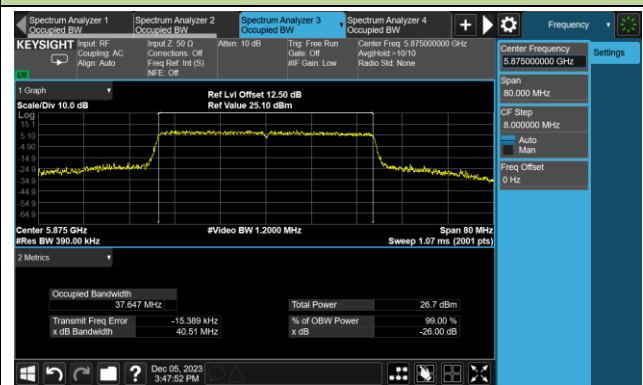 Spectrum Analyzer 1
Occupied BW
Spectrum Analyzer 2
Occupied BW
Spectrum Analyzer 3
Occupied BW
Spectrum Analyzer 4
Occupied BW
Frequency
KEYSIGHT
Input: RF
Coupling: AC
Align: Auto
Input Z: 50 Ω
Corrections: Off
Freq Ref: Int (S)
NFE: Off
Atten: 10 dB
Trig: Free Run
Gate: Off
#IF Gain: Low
Center Freq: 5.875000000 GHz
Avg|Hold:>10/10
Radio Std: None
Center Frequency
5.875000000 GHz
Settings
Span
80.000 MHz
CF Step
8.000000 MHz
Auto
Man
Freq Offset
0 Hz
1 Graph
Scale/Div 10.0 dB
Ref Lvl Offset 12.50 dB
Ref Value 25.10 dBm
Log
15.1
5.10
-4.90
-14.9
-24.9
-34.9
-44.9
-54.9
-64.9
Center 5.875 GHz
#Video BW 1.2000 MHz
Span 80 MHz
#Res BW 390.00 kHz
Sweep 1.07 ms (2001 pts)
2 Metrics
Occupied Bandwidth
37.647 MHz
Total Power 26.7 dBm
Transmit Freq Error -15.389 kHz
% of OBW Power 99.00 %
x dB Bandwidth 40.51 MHz
x dB -26.00 dB
?
Dec 05, 2023
3:47:52 PM